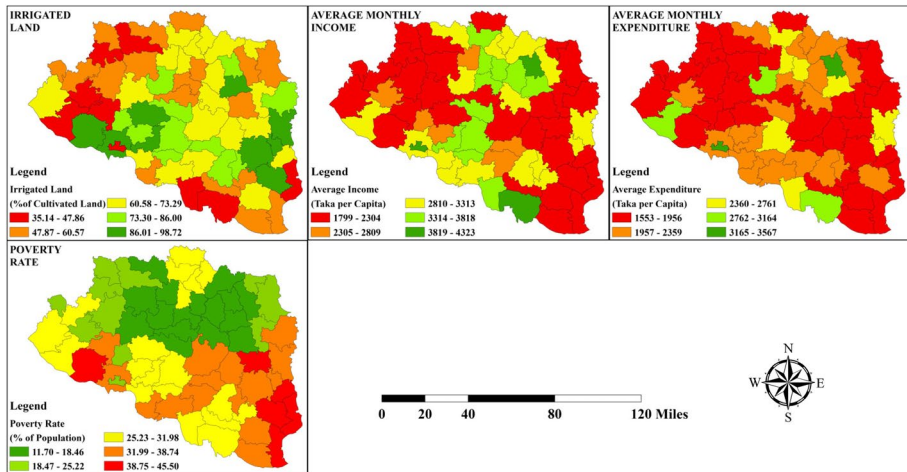 IRRIGATED
LAND
Legend
Irrigated Land
(%of Cultivated Land)
35.14 - 47.86
47.87 - 60.57
60.58 - 73.29
73.30 - 86.00
86.01 - 98.72
AVERAGE MONTHLY
INCOME
Legend
Average Income
(Taka per Capita)
1799 - 2304
2305 - 2809
2810 - 3313
3314 - 3818
3819 - 4323
AVERAGE MONTHLY
EXPENDITURE
Legend
Average Expenditure
(Taka per Capita)
1553 - 1956
1957 - 2359
2360 - 2761
2762 - 3164
3165 - 3567
POVERTY
RATE
Legend
Poverty Rate
(% of Population)
11.70 - 18.46
18.47 - 25.22
25.23 - 31.98
31.99 - 38.74
38.75 - 45.50
0 20 40 80 120 Miles
N
W E
S